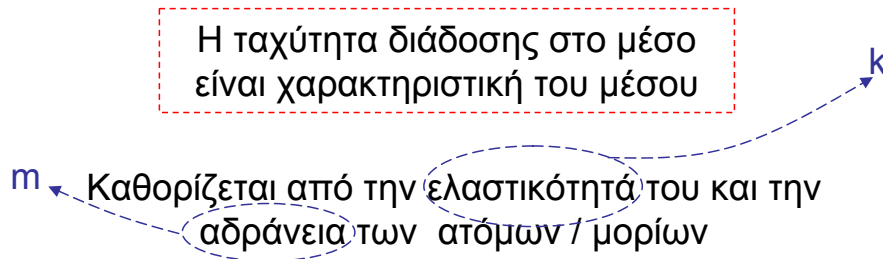 Η ταχύτητα διάδοσης στο μέσο
είναι χαρακτηριστική του μέσου
k
m
Καθορίζεται από την ελαστικότητά του και την
αδράνεια των ατόμων / μορίων